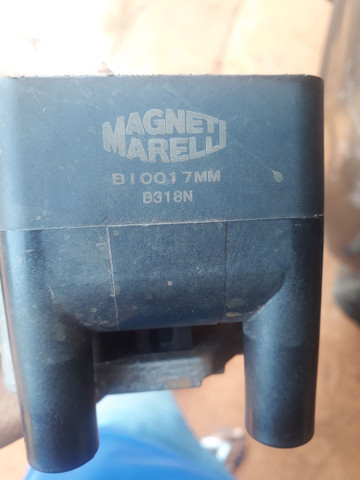 MAGNETI
MARELLI
BI0017MM
B318N